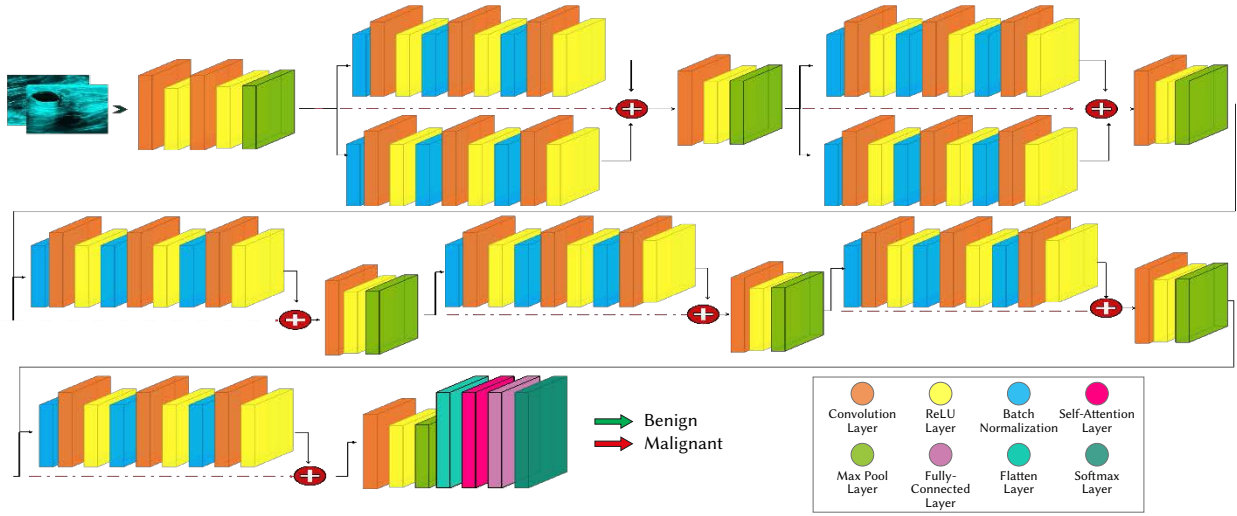 Benign
Malignant
Convolution
Layer
ReLU
Layer
Batch
Normalization
Self-Attention
Layer
Max Pool
Layer
Fully-
Connected
Layer
Flatten
Layer
Softmax
Layer